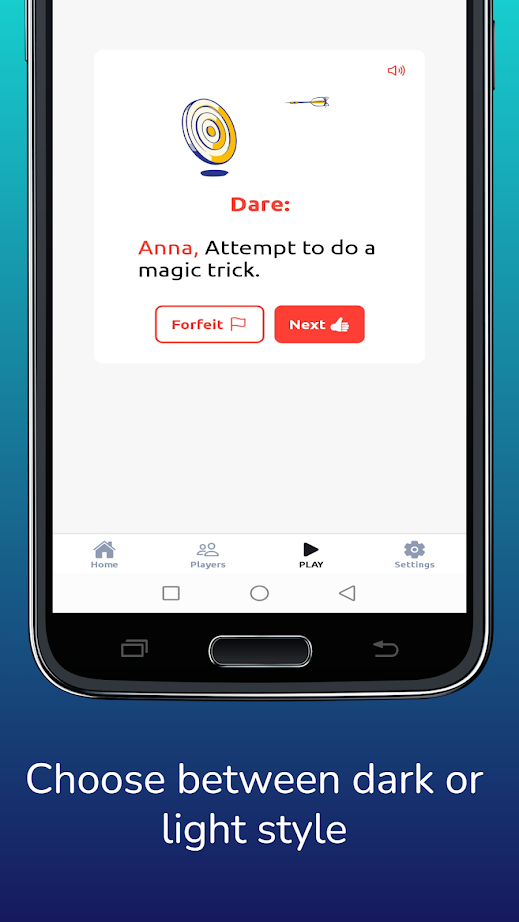 Dare:
Anna, Attempt to do a
magic trick.
Forfeit
Next
Home
Players
PLAY
Settings
Choose between dark or
light style